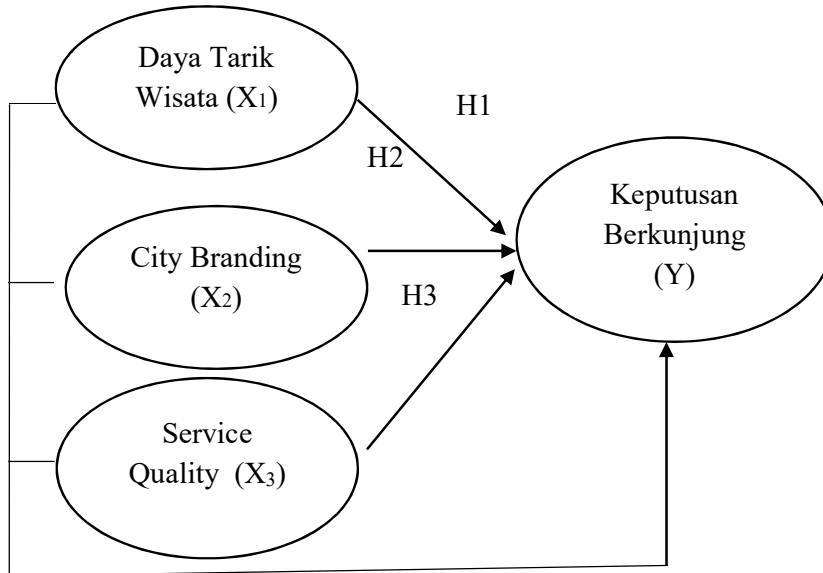 Daya Tarik
Wisata (X1)
H1
H2
Keputusan
Berkunjung
(Y)
City Branding
(X2)
H3
Service
Quality (X3)